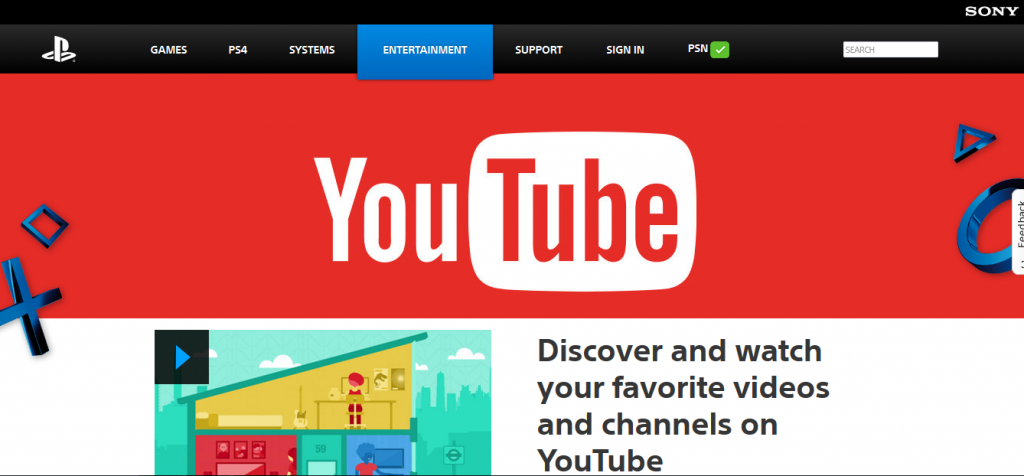 SONY
GAMES PS4 SYSTEMS ENTERTAINMENT SUPPORT SIGN IN PSN SEARCH
YouTube
Feedback
59
Discover and watch
your favorite videos
and channels on
YouTube